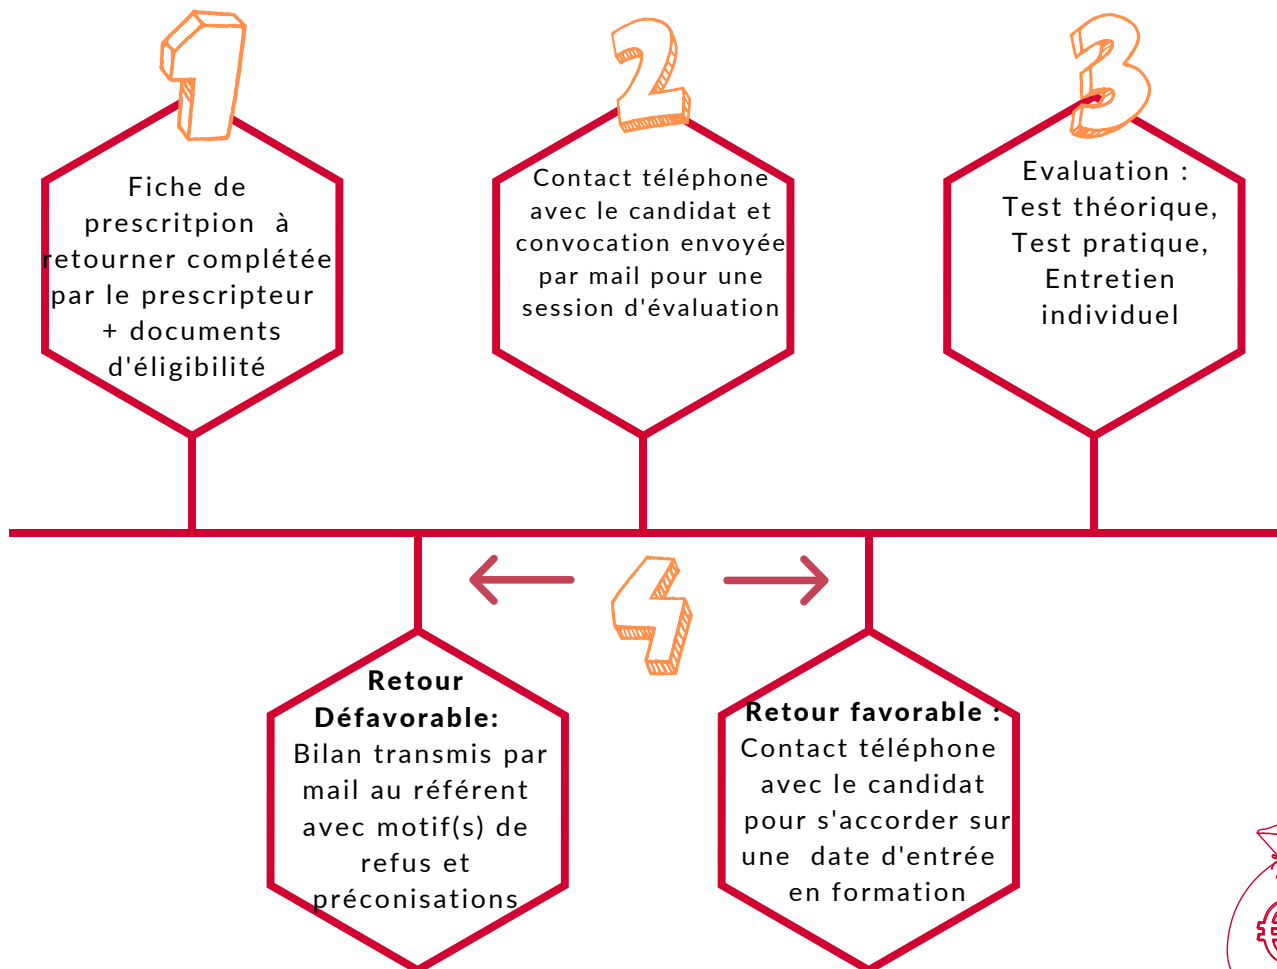 1
Fiche de
prescritpion à
retourner complétée
par le prescripteur
+ documents
d'éligibilité
2
Contact téléphone
avec le candidat et
convocation envoyée
par mail pour une
session d'évaluation
3
Evaluation :
Test théorique,
Test pratique,
Entretien
individuel
4
Retour
Défavorable:
Bilan transmis par
mail au référent
avec motif(s) de
refus et
préconisations
Retour favorable :
Contact téléphone
avec le candidat
pour s'accorder sur
une date d'entrée
en formation